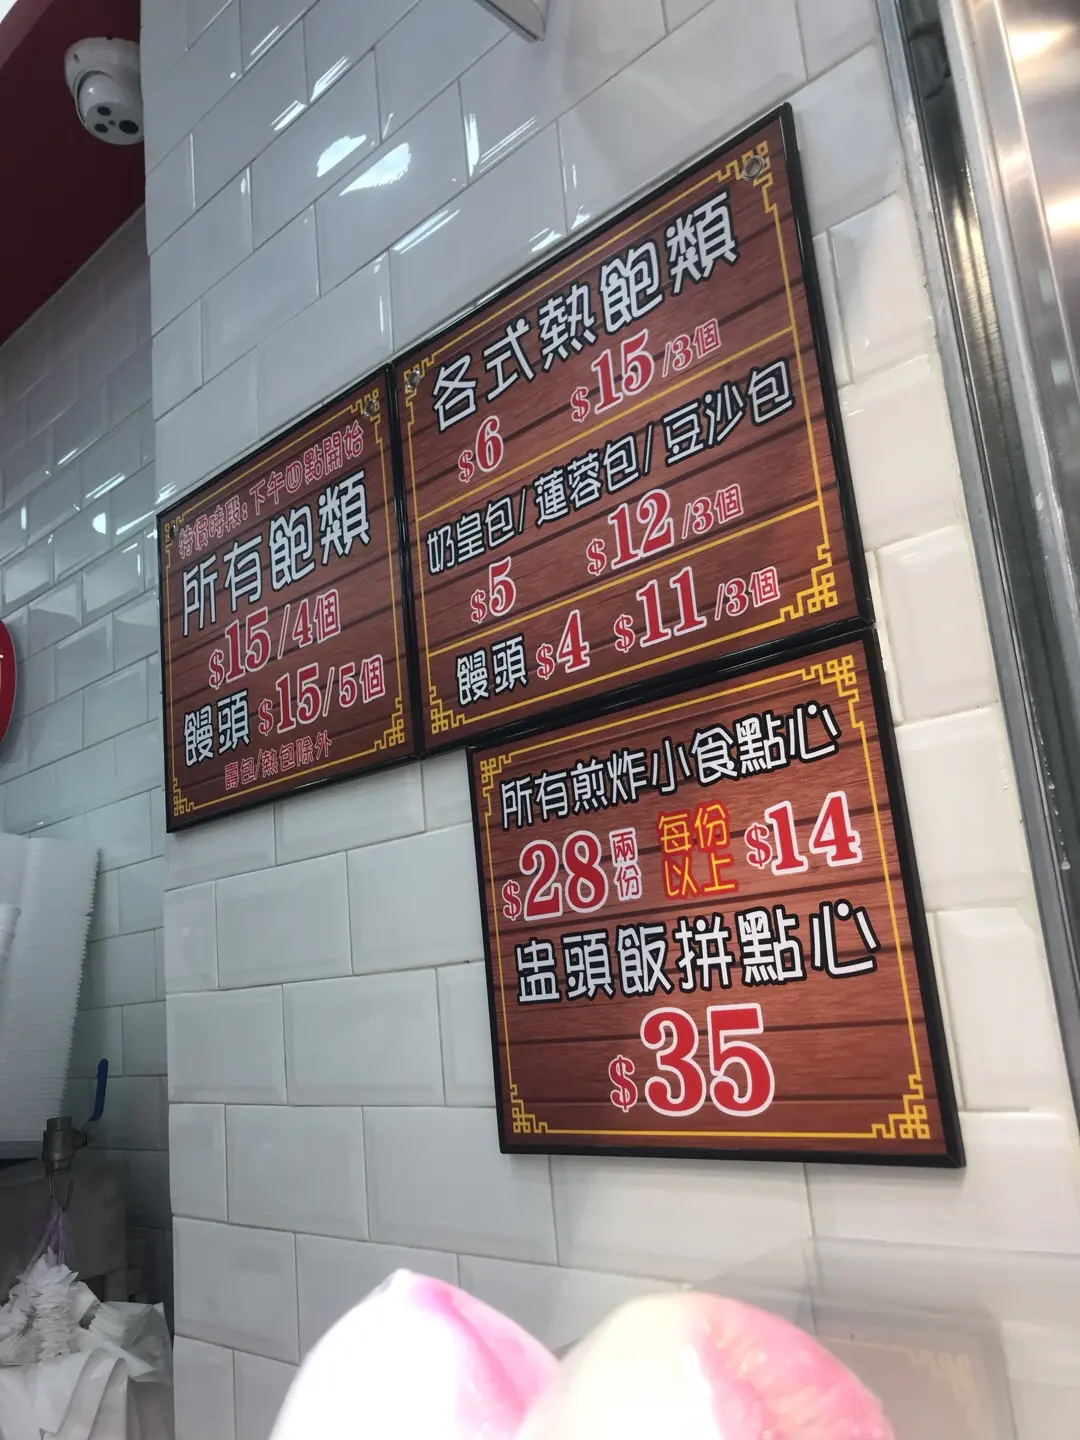 特價時段：下午四點開始
所有飽類
$15/4個
饅頭 $15/5個
壽包/熱包除外
各式熱飽類
$6 $15/3個
奶皇包/蓮蓉包/豆沙包
$5 $12/3個
饅頭 $4 $11/3個
所有煎炸小食點心
$28兩份 每份以上 $14
盅頭飯拼點心
$35